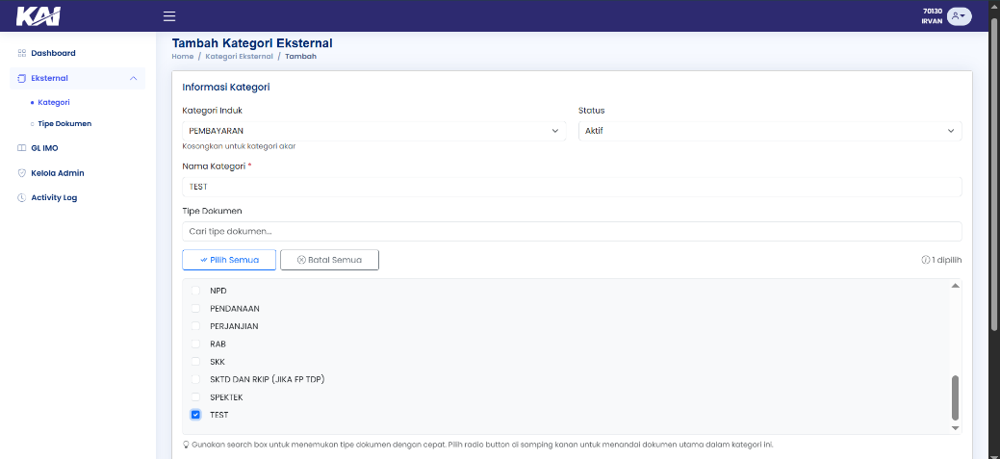 KAI
70130
IRVAN
Dashboard
Eksternal
Kategori
Tipe Dokumen
GL IMO
Kelola Admin
Activity Log
Tambah Kategori Eksternal
Home / Kategori Eksternal / Tambah
Informasi Kategori
Kategori Induk
Status
PEMBAYARAN
Aktif
Kosongkan untuk kategori akar
Nama Kategori *
TEST
Tipe Dokumen
Cari tipe dokumen...
Pilih Semua
Batal Semua
1 dipilih
NPD
PENDANAAN
PERJANJIAN
RAB
SKK
SKTD DAN RKIP (JIKA FP TDP)
SPEKTEK
TEST
Gunakan search box untuk menemukan tipe dokumen dengan cepat. Pilih radio button di samping kanan untuk menandai dokumen utama dalam kategori ini.